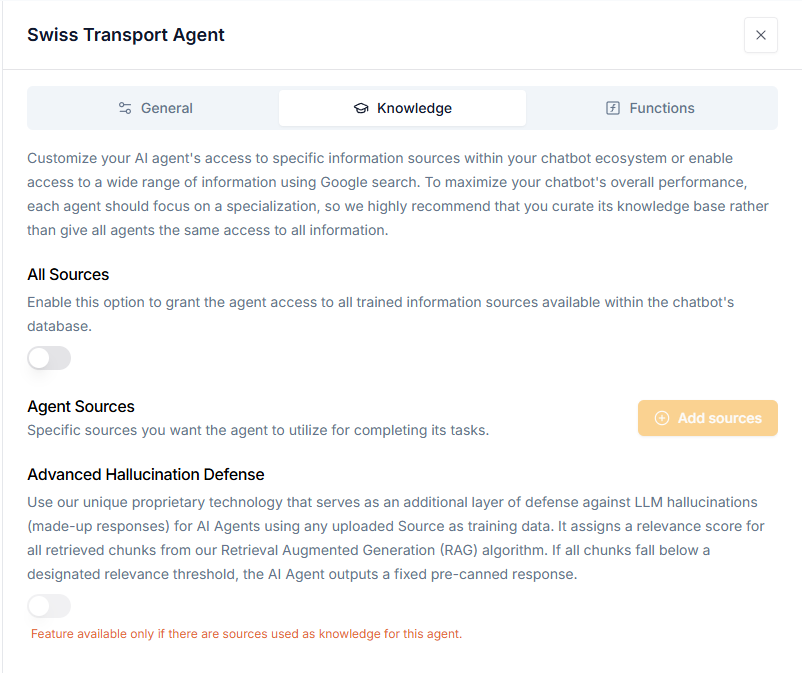 Swiss Transport Agent
General
Knowledge
Functions
Customize your AI agent's access to specific information sources within your chatbot ecosystem or enable
access to a wide range of information using Google search. To maximize your chatbot's overall performance,
each agent should focus on a specialization, so we highly recommend that you curate its knowledge base rather
than give all agents the same access to all information.
All Sources
Enable this option to grant the agent access to all trained information sources available within the chatbot's
database.
Agent Sources
Specific sources you want the agent to utilize for completing its tasks.
Add sources
Advanced Hallucination Defense
Use our unique proprietary technology that serves as an additional layer of defense against LLM hallucinations
(made-up responses) for AI Agents using any uploaded Source as training data. It assigns a relevance score for
all retrieved chunks from our Retrieval Augmented Generation (RAG) algorithm. If all chunks fall below a
designated relevance threshold, the AI Agent outputs a fixed pre-canned response.
Feature available only if there are sources used as knowledge for this agent.